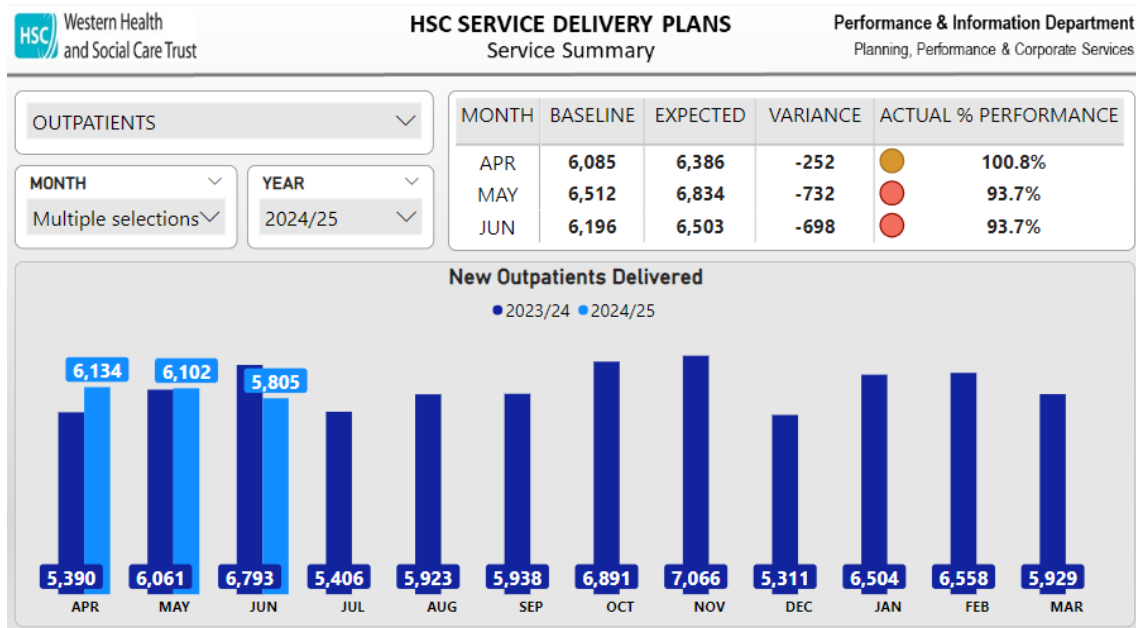 HSC
Western Health
and Social Care Trust
HSC SERVICE DELIVERY PLANS
Service Summary
Performance & Information Department
Planning, Performance & Corporate Services
OUTPATIENTS
MONTH
Multiple selections
YEAR
2024/25
MONTH BASELINE EXPECTED VARIANCE ACTUAL % PERFORMANCE
APR 6,085 6,386 -252 100.8%
MAY 6,512 6,834 -732 93.7%
JUN 6,196 6,503 -698 93.7%
New Outpatients Delivered
2023/24 2024/25
6,134 6,102 5,805
5,390 6,061 6,793 5,406 5,923 5,938 6,891 7,066 5,311 6,504 6,558 5,929
APR MAY JUN JUL AUG SEP OCT NOV DEC JAN FEB MAR